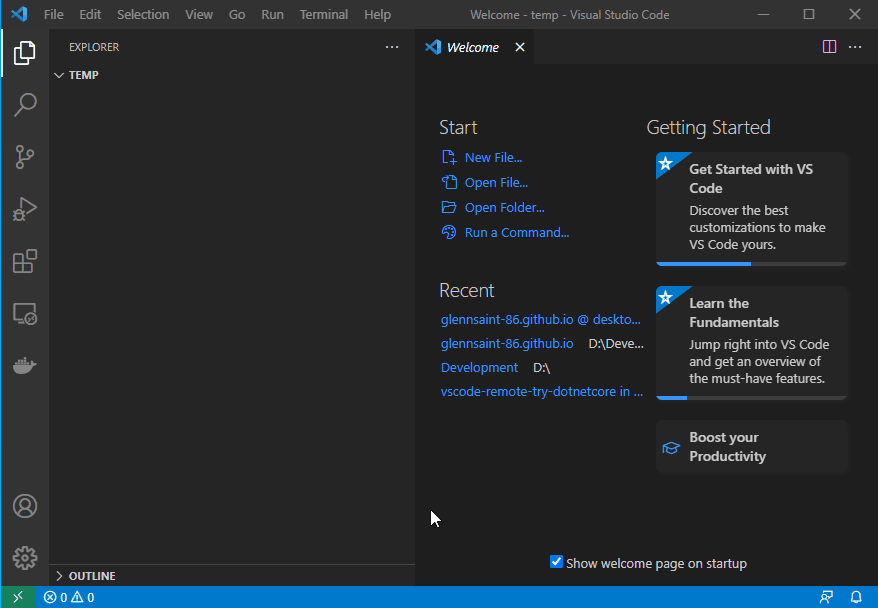 File Edit Selection View Go Run Terminal Help Welcome - temp - Visual Studio Code
EXPLORER
TEMP
OUTLINE
Welcome
Start
New File...
Open File...
Open Folder...
Run a Command...
Recent
glennsaint-86.github.io @ deskto...
glennsaint-86.github.io D:\Deve...
Development D:\
vscode-remote-try-dotnetcore in ...
Getting Started
Get Started with VS
Code
Discover the best
customizations to make
VS Code yours.
Learn the
Fundamentals
Jump right into VS Code
and get an overview of
the must-have features.
Boost your
Productivity
Show welcome page on startup
0 0